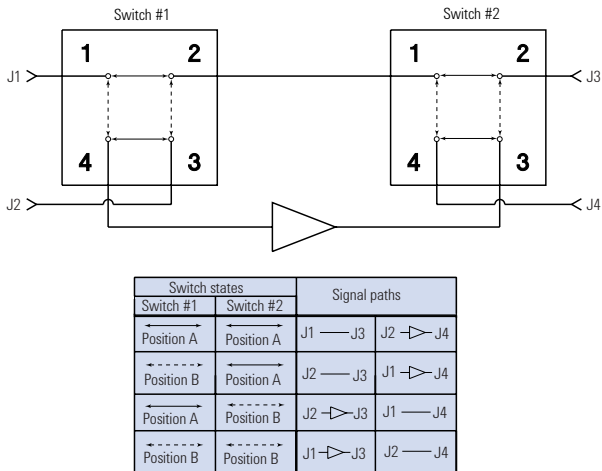 Switch #1
Switch #2
1 2
1 2
J1
J3
4 3
4 3
J2
J4
Switch states
Signal paths
Switch #1 Switch #2
Position A Position A J1 J3 J2 J4
Position B Position A J2 J3 J1 J4
Position A Position B J2 J3 J1 J4
Position B Position B J1 J3 J2 J4